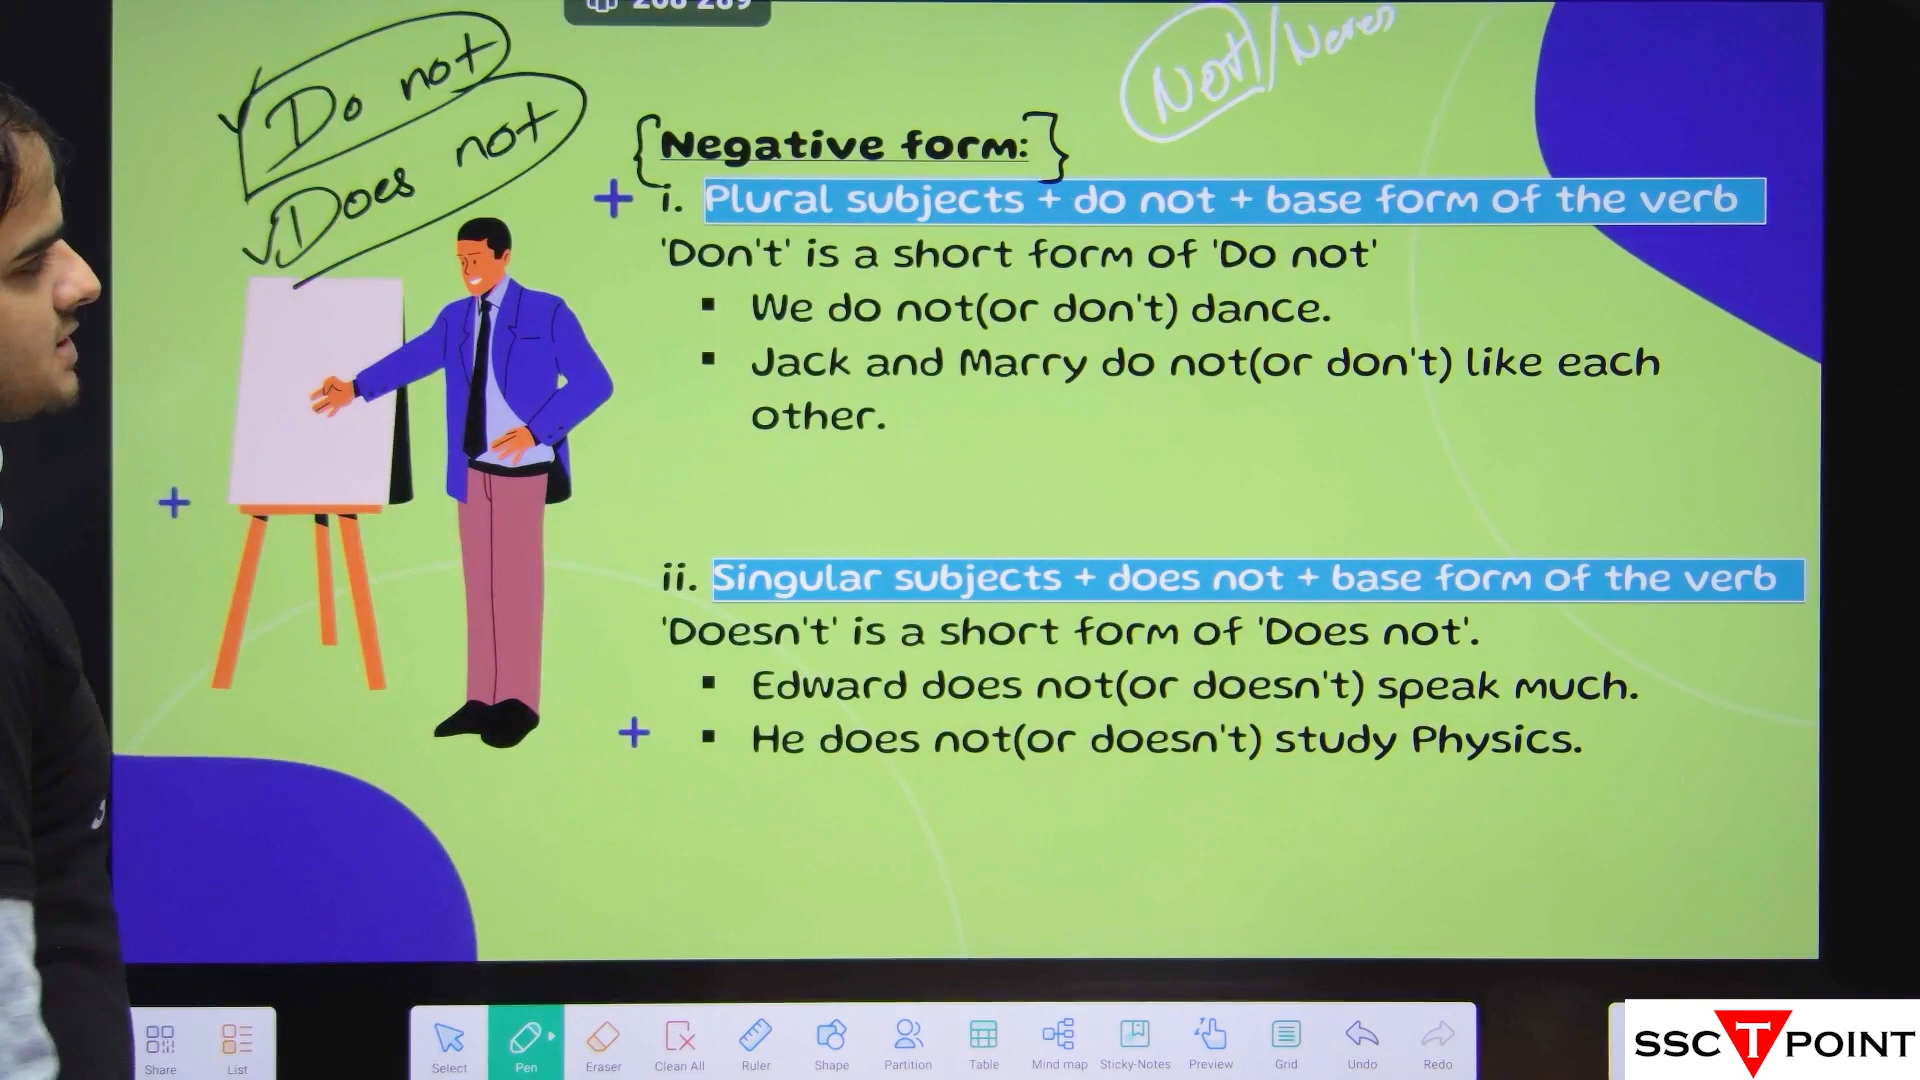 Do not
Does not
Not/Never
Negative form:
i. Plural subjects + do not + base form of the verb
'Don't' is a short form of 'Do not'
▪ We do not(or don't) dance.
▪ Jack and Marry do not(or don't) like each
other.
ii. Singular subjects + does not + base form of the verb
'Doesn't' is a short form of 'Does not'.
▪ Edward does not(or doesn't) speak much.
▪ He does not(or doesn't) study Physics.
Share List Select Pen Eraser Clean All Ruler Shape Partition Table Mind map Sticky-Notes Preview Grid Undo Redo
SSC T POINT